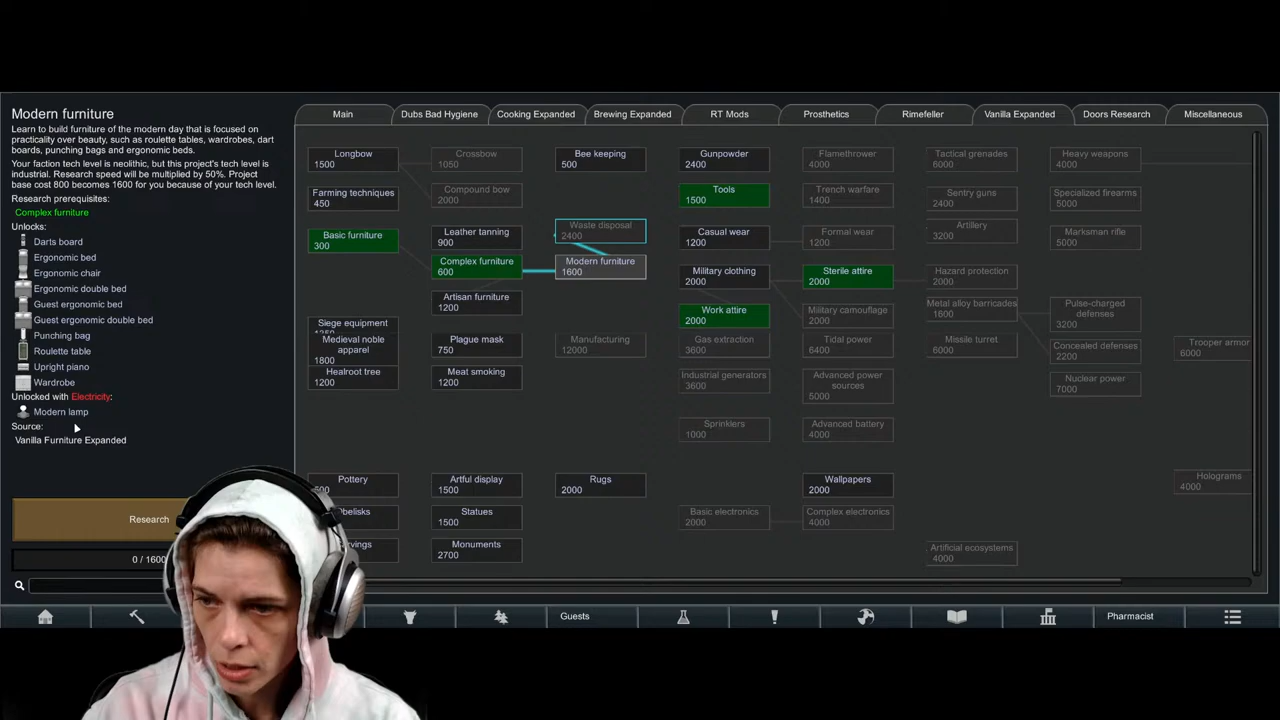 Modern furniture
Learn to build furniture of the modern day that is focused on
practicality over beauty, such as roulette tables, wardrobes, dart
boards, punching bags and ergonomic beds.
Your faction tech level is neolithic, but this project's tech level is
industrial. Research speed will be multiplied by 50%. Project
base cost 800 becomes 1600 for you because of your tech level.
Research prerequisites:
Complex furniture
Unlocks:
Darts board
Ergonomic bed
Ergonomic chair
Ergonomic double bed
Guest ergonomic bed
Guest ergonomic double bed
Punching bag
Roulette table
Upright piano
Wardrobe
Unlocked with Electricity:
Modern lamp
Source:
Vanilla Furniture Expanded
Research
0 / 1600
Main
Dubs Bad Hygiene
Cooking Expanded
Brewing Expanded
RT Mods
Prosthetics
Rimefeller
Vanilla Expanded
Doors Research
Miscellaneous
Longbow
1500
Crossbow
1050
Bee keeping
500
Gunpowder
2400
Flamethrower
4000
Tactical grenades
6000
Heavy weapons
4000
Farming techniques
450
Compound bow
2000
Tools
1500
Trench warfare
1400
Sentry guns
2400
Specialized firearms
5000
Basic furniture
300
Leather tanning
900
Waste disposal
2400
Casual wear
1200
Formal wear
1200
Artillery
3200
Marksman rifle
5000
Complex furniture
600
Modern furniture
1600
Military clothing
2000
Sterile attire
2000
Hazard protection
2000
Artisan furniture
1200
Work attire
2000
Military camouflage
2000
Metal alloy barricades
1600
Pulse-charged
defenses
3200
Siege equipment
Medieval noble
apparel
1800
Plague mask
750
Manufacturing
12000
Gas extraction
3600
Tidal power
6400
Missile turret
6000
Concealed defenses
2200
Trooper armor
6000
Healroot tree
1200
Meat smoking
1200
Industrial generators
3600
Advanced power
sources
5000
Nuclear power
7000
Sprinklers
1000
Advanced battery
4000
Pottery
Artful display
1500
Rugs
2000
Wallpapers
2000
Holograms
4000
Statues
1500
Basic electronics
2000
Complex electronics
4000
Monuments
2700
Artificial ecosystems
4000
Guests
Pharmacist